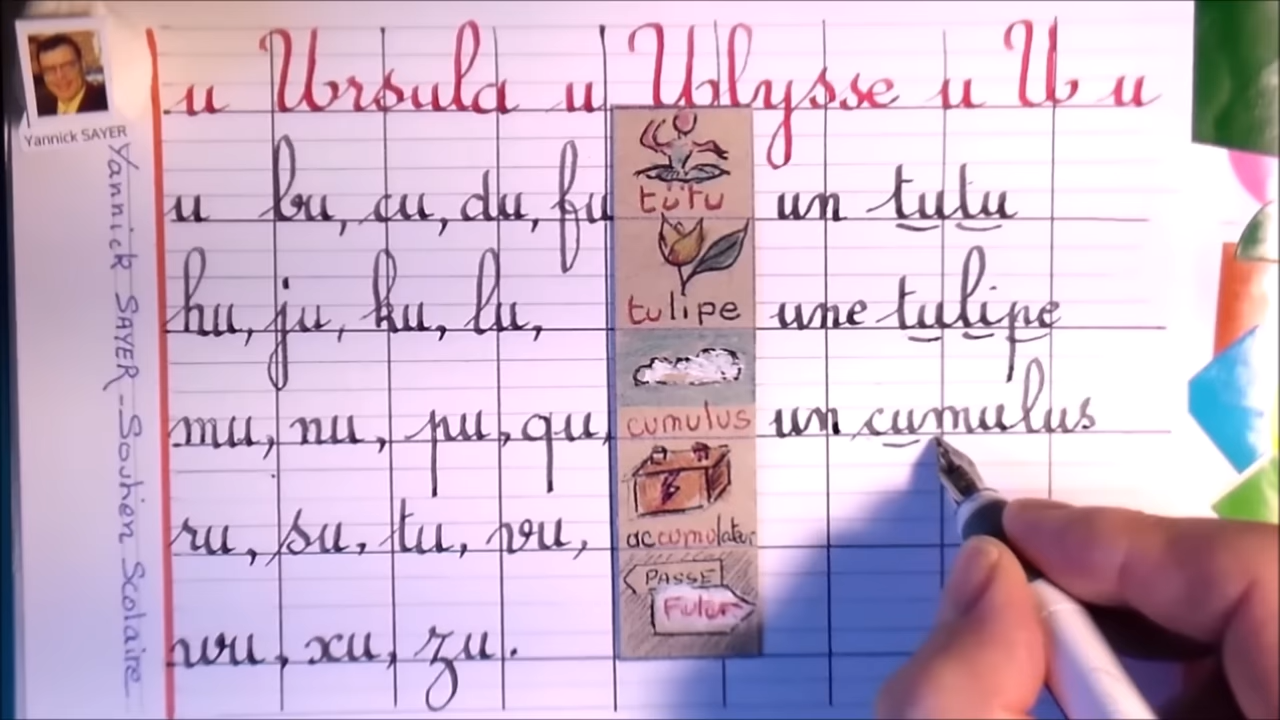 Yannick SAYER
Yannick SAYER - Soutien Scolaire
u Ursula u Ulysse u U u
u bu, cu, du, fu
hu, ju, ku, lu,
mu, nu, pu, qu,
ru, su, tu, vu,
wu, xu, zu.
tutu
tulipe
cumulus
accumulateur
PASSE
Futur
un tutu
une tulipe
un cumulus